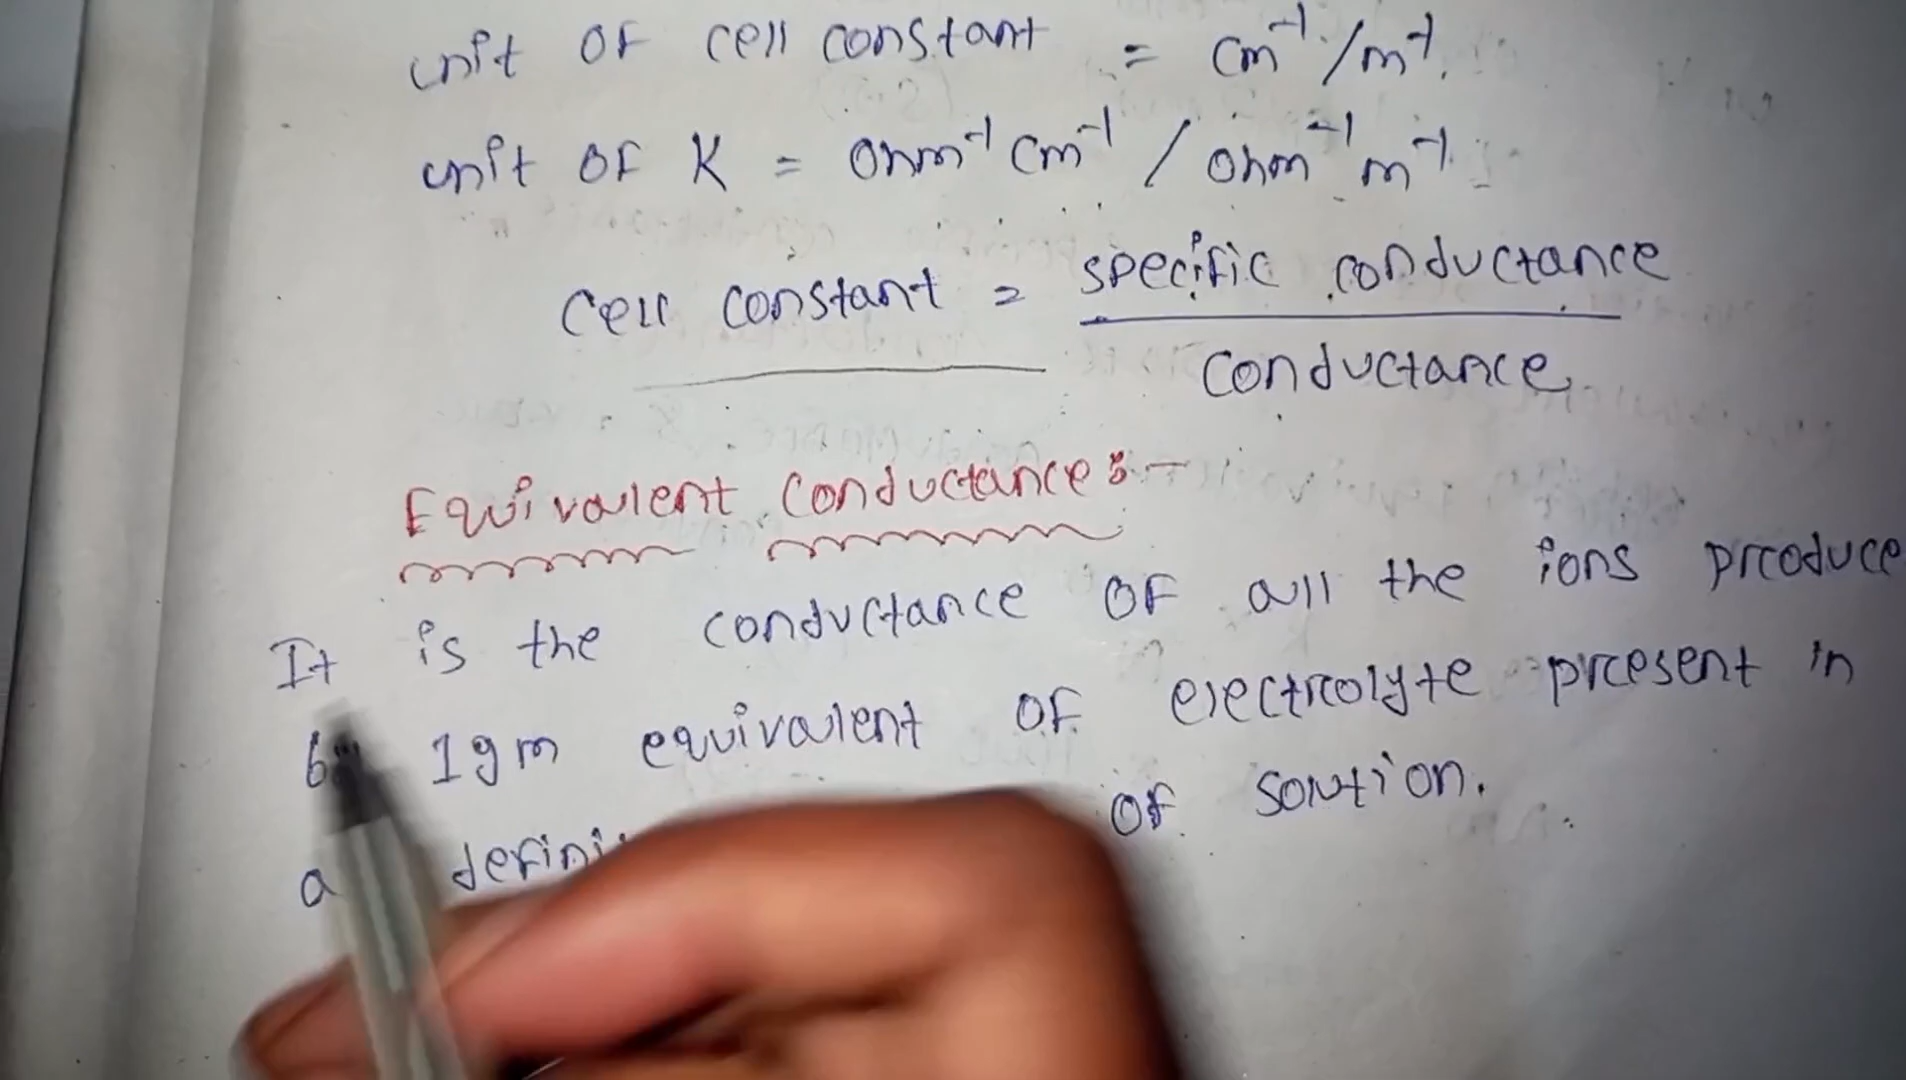 unit of cell constant = cm⁻¹/m⁻¹.
unit of K = ohm⁻¹ cm⁻¹ / ohm⁻¹ m⁻¹.
cell constant = specific conductance / conductance
Equivalent conductance:-
It is the conductance of all the ions produce
1gm equivalent of electrolyte present in
a of solution.